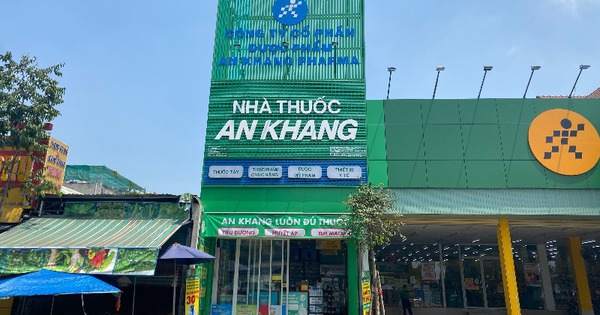 CÔNG TY CỔ PHẦN
DƯỢC PHẨM
AN KHANG PHARMA
NHÀ THUỐC
AN KHANG
THUỐC TÂY
THỰC PHẨM CHỨC NĂNG
DƯỢC MỸ PHẨM
THIẾT BỊ Y TẾ
AN KHANG LUÔN ĐỦ THUỐC
TIỂU ĐƯỜNG
HUYẾT ÁP
TIM MẠCH